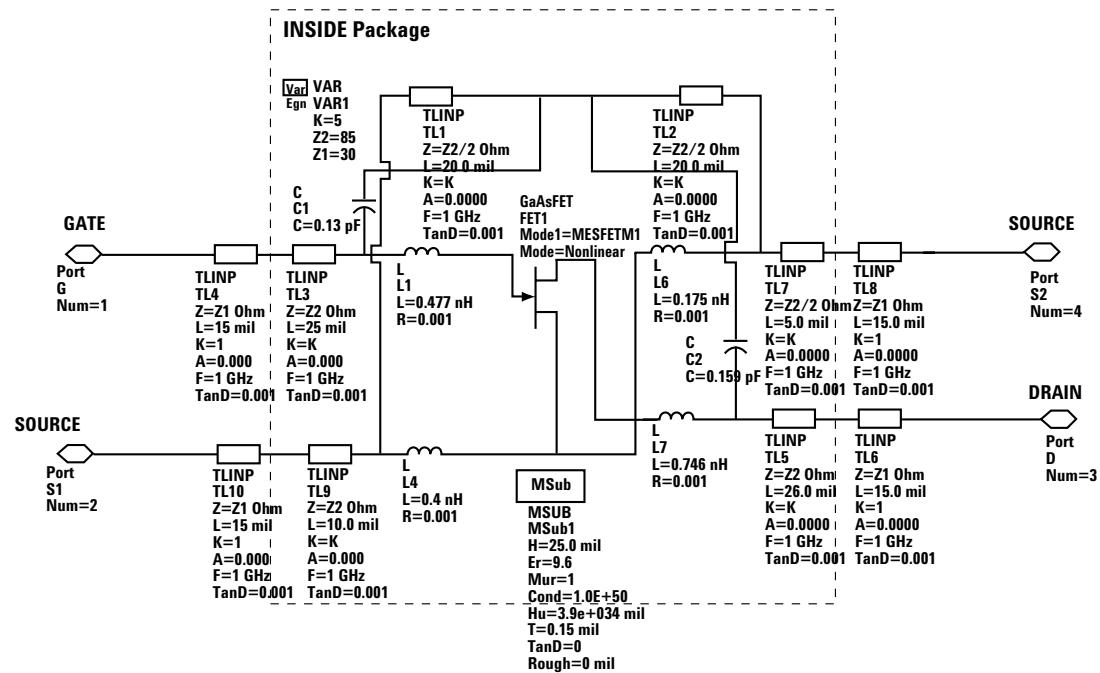 INSIDE Package
Var VAR
Egn VAR1
K=5
Z2=85
Z1=30
TLINP
TL1
Z=Z2/2 Ohm
L=20 0 mil
K=K
A=0.0000
F=1 GHz
TanD=0.001
TLINP
TL2
Z=Z2/2 Ohm
L=20 0 mil
K=K
A=0.0000
F=1 GHz
TanD=0.001
C
C1
C=0.13 pF
GaAsFET
FET1
Mode1=MESFETM1
Mode=Nonlinear
GATE
Port
G
Num=1
TLINP
TL4
Z=Z1 Ohm
L=15 mil
K=1
A=0.000
F=1 GHz
TanD=0.001
TLINP
TL3
Z=Z2 Ohm
L=25 mil
K=K
A=0.000
F=1 GHz
TanD=0.001
L
L1
L=0.477 nH
R=0.001
L
L6
L=0.175 nH
R=0.001
C
C2
C=0.159 pF
TLINP
TL7
Z=Z2/2 Ohm
L=5.0 mil
K=K
A=0.0000
F=1 GHz
TanD=0.001
TLINP
TL8
Z=Z1 Ohm
L=15.0 mil
K=1
A=0.0000
F=1 GHz
TanD=0.001
SOURCE
Port
S2
Num=4
SOURCE
Port
S1
Num=2
TLINP
TL10
Z=Z1 Ohm
L=15 mil
K=1
A=0.000
F=1 GHz
TanD=0.001
TLINP
TL9
Z=Z2 Ohm
L=10.0 mil
K=K
A=0.000
F=1 GHz
TanD=0.001
L
L4
L=0.4 nH
R=0.001
MSub
MSUB
MSub1
H=25.0 mil
Er=9.6
Mur=1
Cond=1.0E+50
Hu=3.9e+034 mil
T=0.15 mil
TanD=0
Rough=0 mil
L
L7
L=0.746 nH
R=0.001
TLINP
TL5
Z=Z2 Ohm
L=26.0 mil
K=K
A=0.0000
F=1 GHz
TanD=0.001
TLINP
TL6
Z=Z1 Ohm
L=15.0 mil
K=1
A=0.0000
F=1 GHz
TanD=0.001
DRAIN
Port
D
Num=3